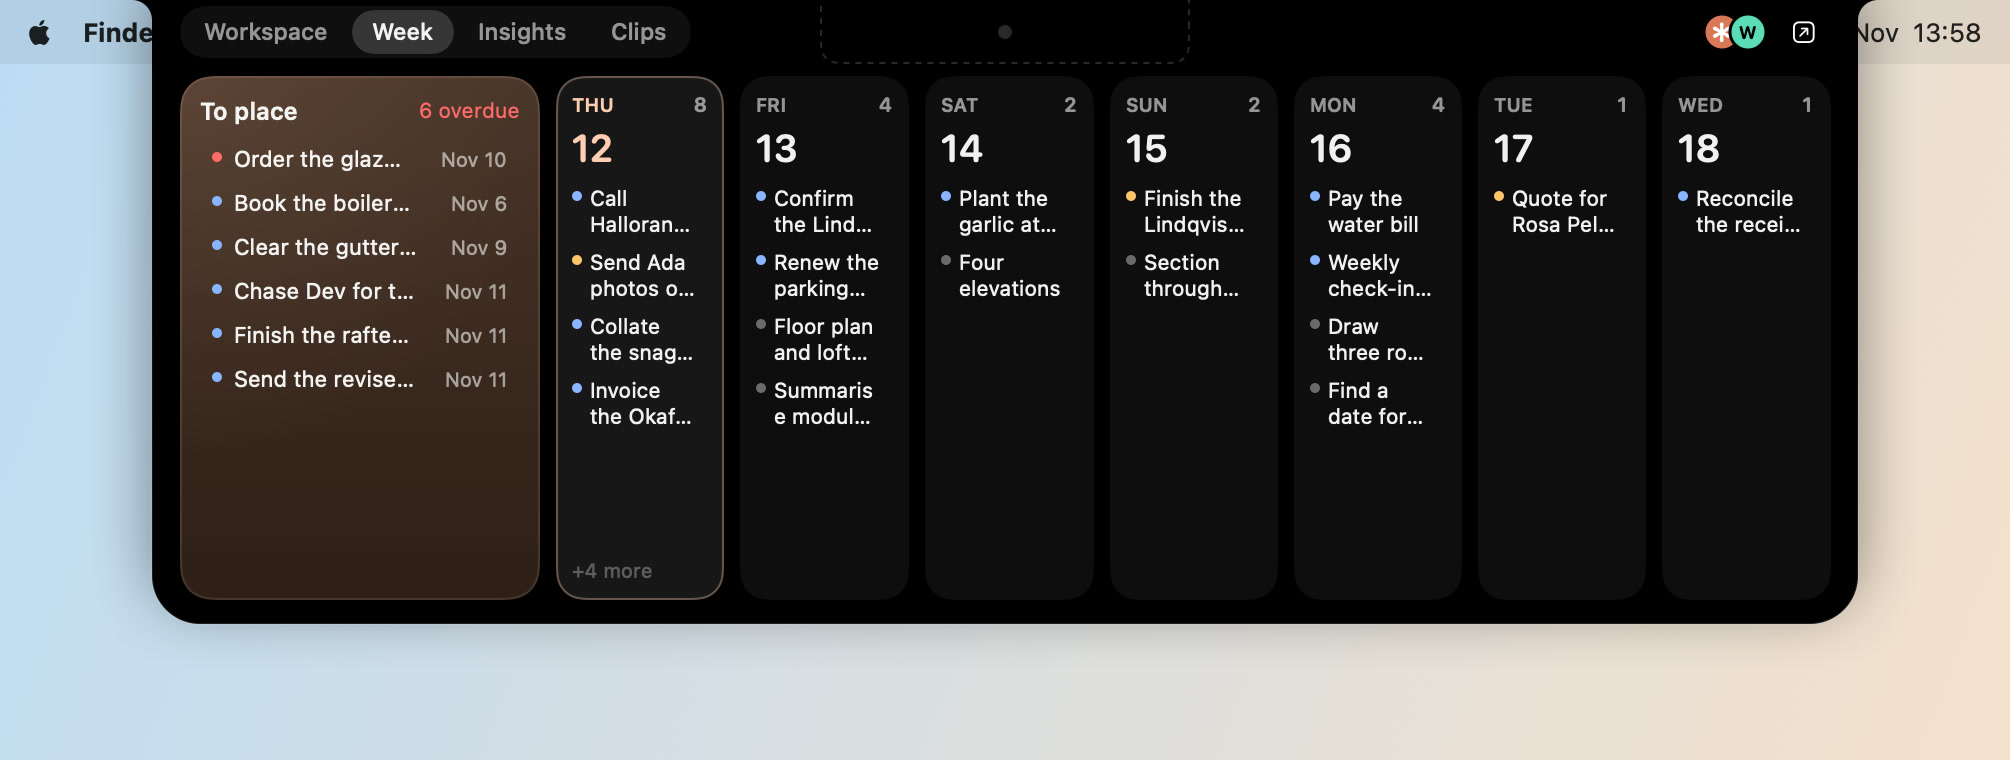 Finde
Workspace
Week
Insights
Clips
W
Nov 13:58
To place
6 overdue
Order the glaz... Nov 10
Book the boiler... Nov 6
Clear the gutter... Nov 9
Chase Dev for t... Nov 11
Finish the rafte... Nov 11
Send the revise... Nov 11
THU 8
12
Call
Halloran...
Send Ada
photos o...
Collate
the snag...
Invoice
the Okaf...
+4 more
FRI 4
13
Confirm
the Lind...
Renew the
parking...
Floor plan
and loft...
Summaris
e modul...
SAT 2
14
Plant the
garlic at...
Four
elevations
SUN 2
15
Finish the
Lindqvis...
Section
through...
MON 4
16
Pay the
water bill
Weekly
check-in...
Draw
three ro...
Find a
date for...
TUE 1
17
Quote for
Rosa Pel...
WED 1
18
Reconcile
the recei...